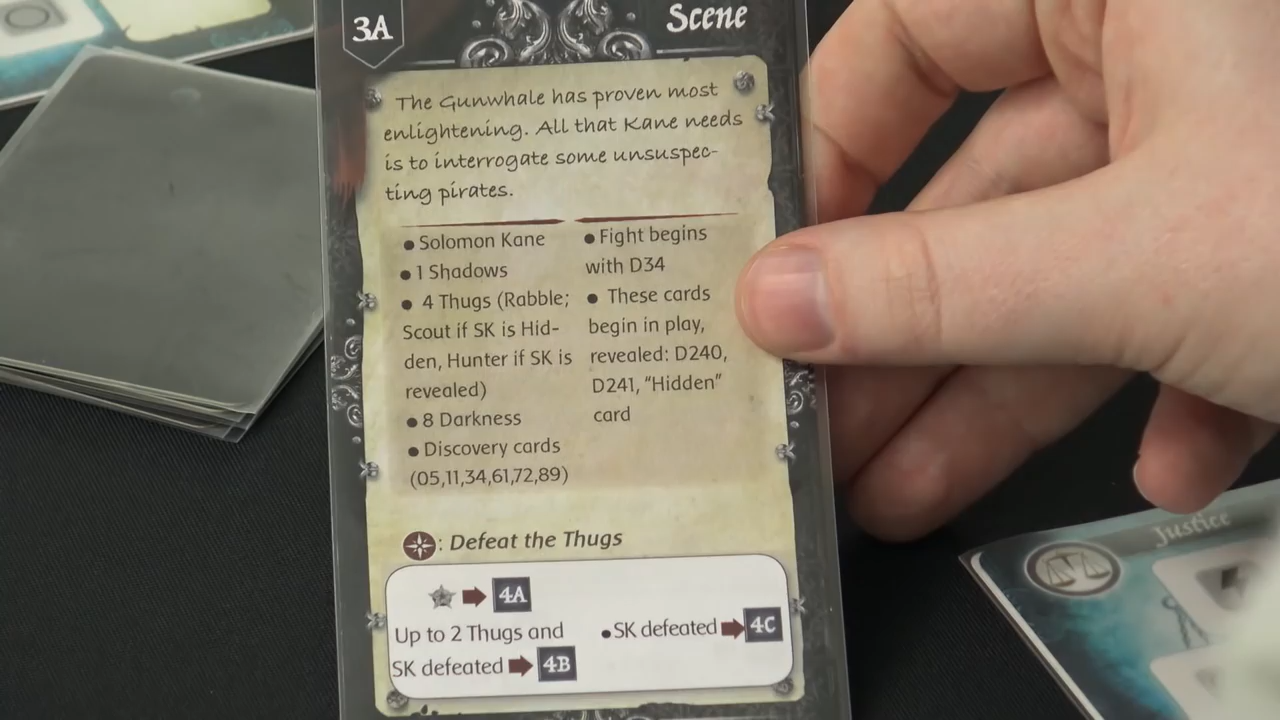 3A
Scene
The Gunwhale has proven most
enlightening. All that Kane needs
is to interrogate some unsuspec-
ting pirates.
• Solomon Kane
• 1 Shadows
• 4 Thugs (Rabble;
Scout if SK is Hid-
den, Hunter if SK is
revealed)
• 8 Darkness
• Discovery cards
(05,11,34,61,72,89)
• Fight begins
with D34
• These cards
begin in play,
revealed: D240,
D241, “Hidden”
card
: Defeat the Thugs
4A
Up to 2 Thugs and
SK defeated 4B
• SK defeated 4C
Justice